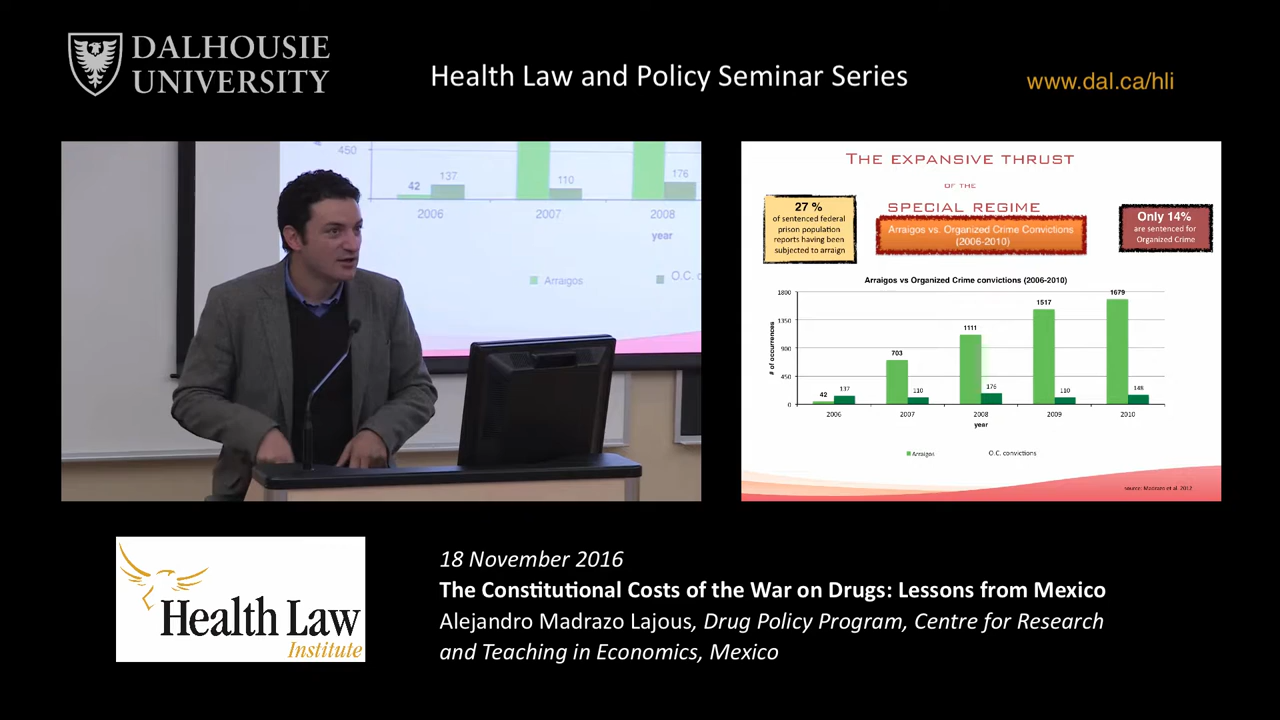 DALHOUSIE
UNIVERSITY
Health Law and Policy Seminar Series
www.dal.ca/hli
450
42
137
110
176
2006
2007
2008
year
Arraigos
O.C. c
THE EXPANSIVE THRUST
OF THE
SPECIAL REGIME
27 %
of sentenced federal
prison population
reports having been
subjected to arraign
Arraigos vs. Organized Crime Convictions
(2006-2010)
Only 14%
are sentenced for
Organized Crime
Arraigos vs Organized Crime convictions (2006-2010)
# of occurrences
1800
1350
900
450
0
42
137
703
110
1111
176
1517
110
1679
148
2006
2007
2008
2009
2010
year
Arraigos
O.C. convictions
source: Madrazo et al. 2012
Health Law
Institute
18 November 2016
The Constitutional Costs of the War on Drugs: Lessons from Mexico
Alejandro Madrazo Lajous, Drug Policy Program, Centre for Research
and Teaching in Economics, Mexico